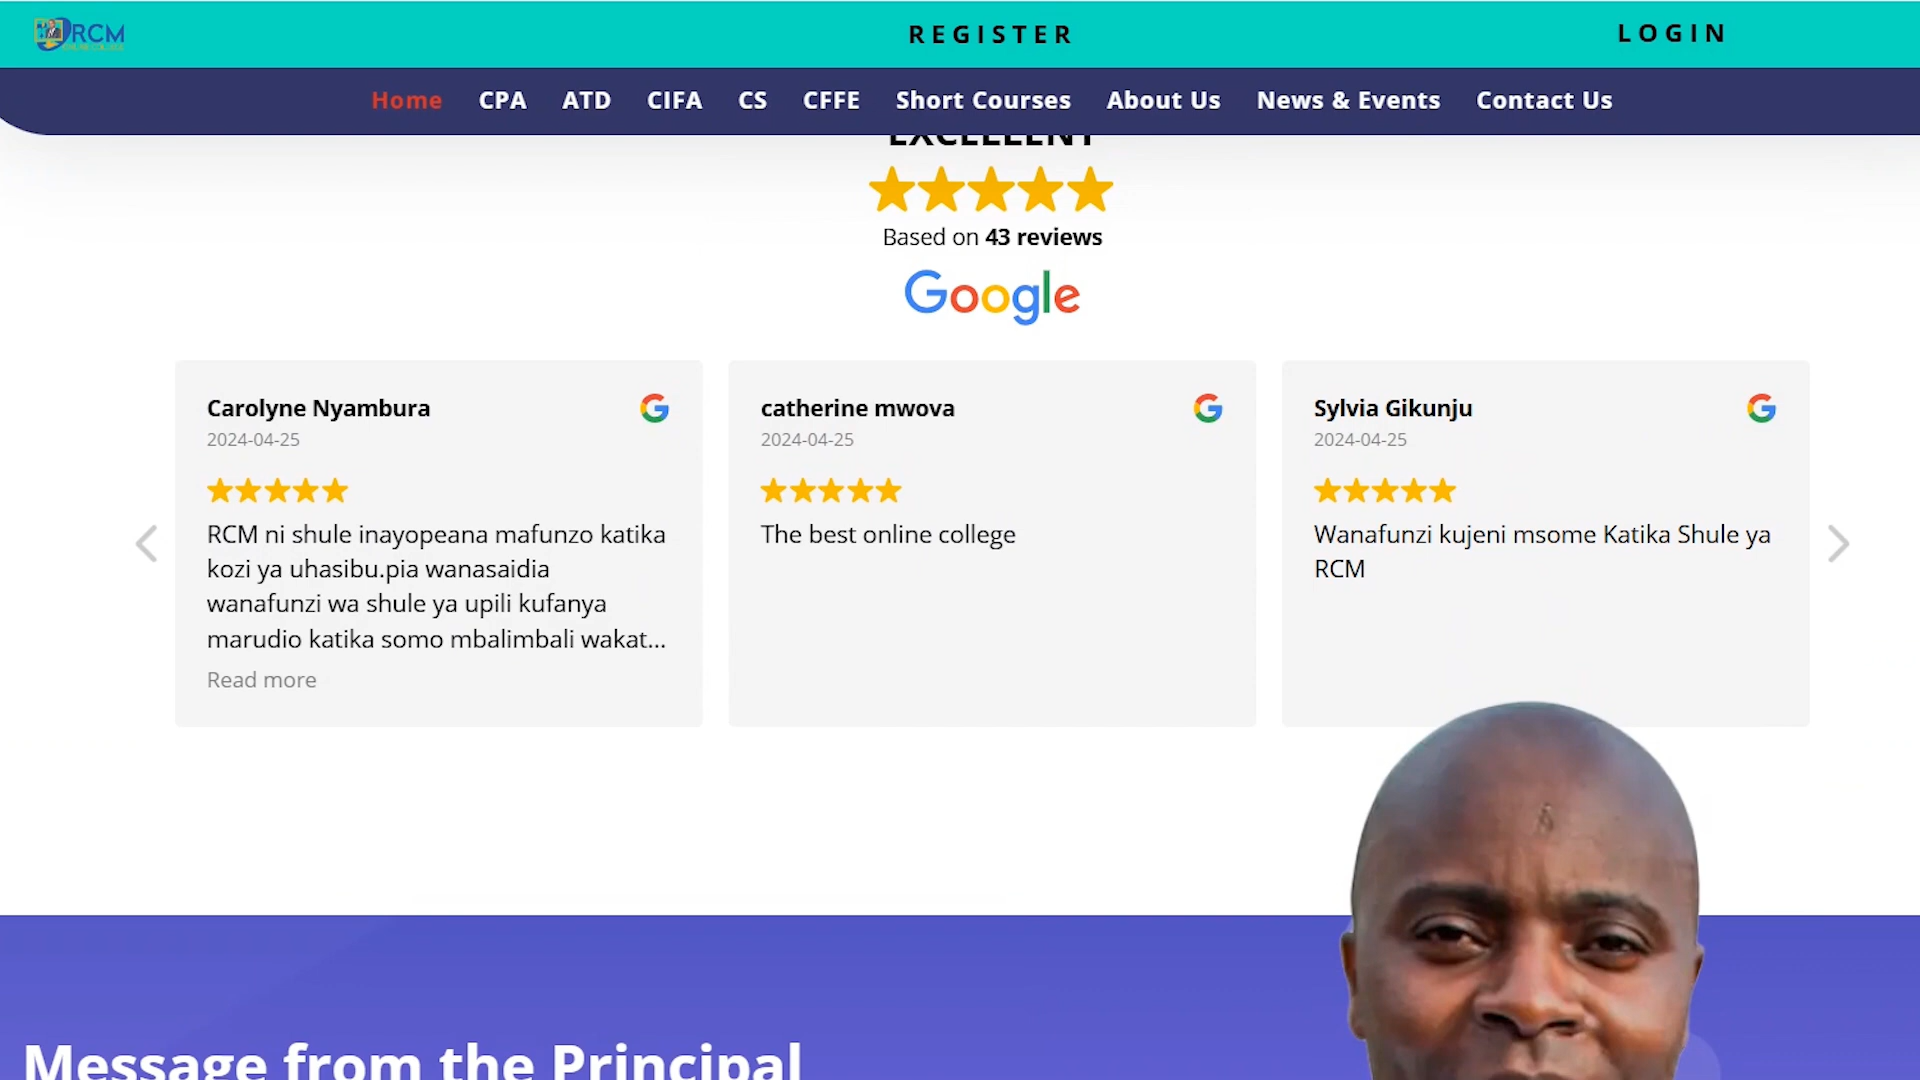 RCM
REGISTER
LOGIN
Home CPA ATD CIFA CS CFFE Short Courses About Us News & Events Contact Us
EXCELLENT
Based on 43 reviews
Google
Carolyne Nyambura
2024-04-25
RCM ni shule inayopeana mafunzo katika
kozi ya uhasibu.pia wanasaidia
wanafunzi wa shule ya upili kufanya
marudio katika somo mbalimbali wakat...
Read more
catherine mwova
2024-04-25
The best online college
Sylvia Gikunju
2024-04-25
Wanafunzi kujeni msome Katika Shule ya
RCM
Message from the Principal